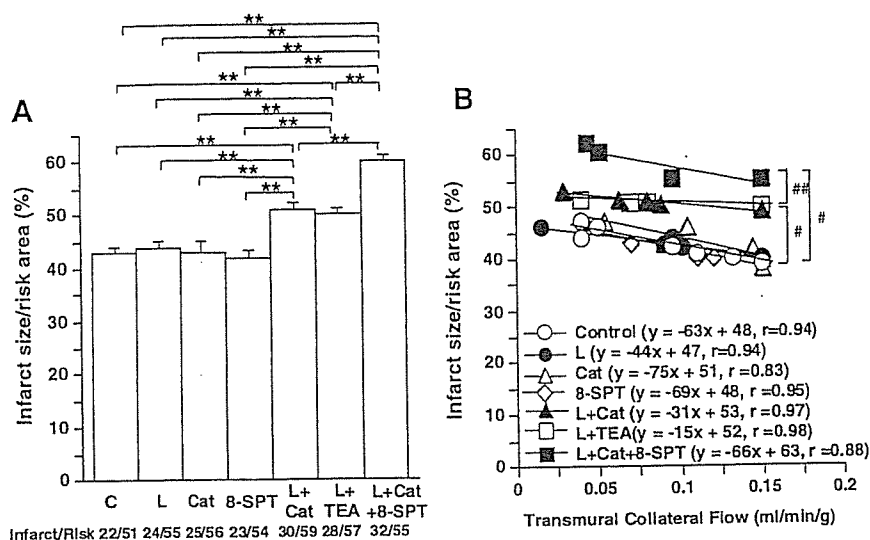 **
**
**
**
** **
**
**
**
** **
**
**
**
A
B
Infarct size/risk area (%)
60
50
40
30
20
10
0
C L Cat 8-SPT L+ Cat L+ TEA L+Cat +8-SPT
Infarct/Risk 22/51 24/55 25/56 23/54 30/59 28/57 32/55
Infarct size/risk area (%)
60
50
40
30
20
10
0
##
#
#
Control (y = -63x + 48, r=0.94)
L (y = -44x + 47, r=0.94)
Cat (y = -75x + 51, r=0.83)
8-SPT (y = -69x + 48, r=0.95)
L+Cat (y = -31x + 53, r=0.97)
L+TEA(y = -15x + 52, r=0.98)
L+Cat+8-SPT (y = -66x + 63, r=0.88)
0 0.05 0.1 0.15 0.2
Transmural Collateral Flow (ml/min/g)